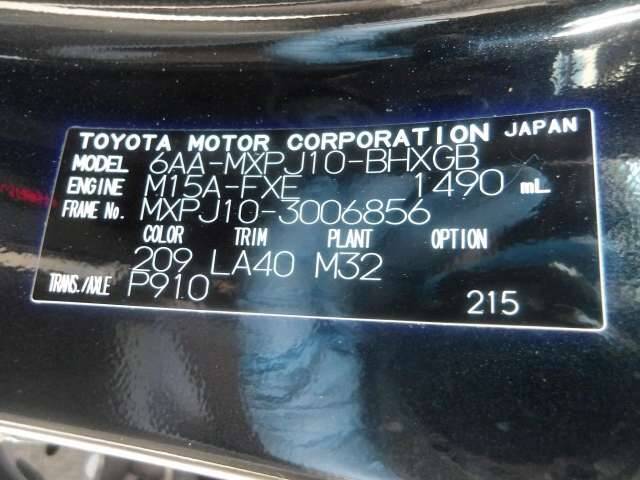 TOYOTA MOTOR CORPORATION JAPAN
MODEL 6AA-MXPJ10-BHXGB
ENGINE M15A-FXE 1490 mL
FRAME No. MXPJ10-3006856
COLOR TRIM PLANT OPTION
209 LA40 M32
TRANS./AXLE P910
215